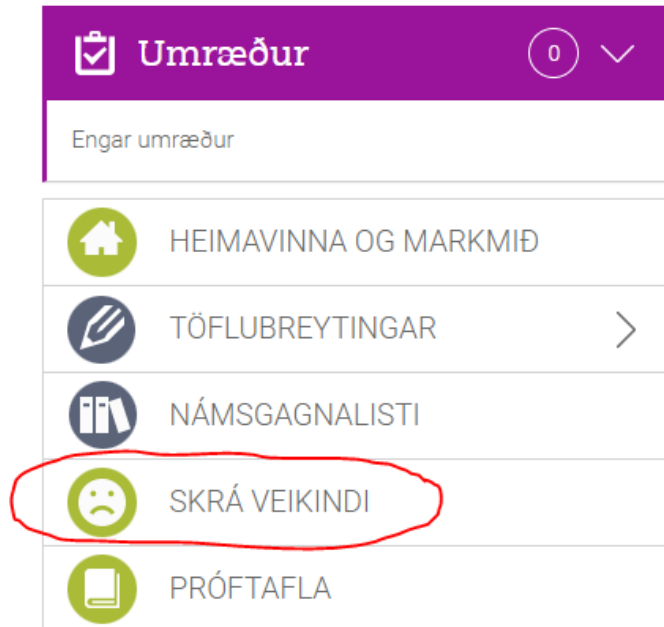 Umræður
0
Engar umræður
HEIMAVINNA OG MARKMIÐ
TÖFLUBREYTINGAR
NÁMSGAGNALISTI
SKRÁ VEIKINDI
PRÓFTAFLA